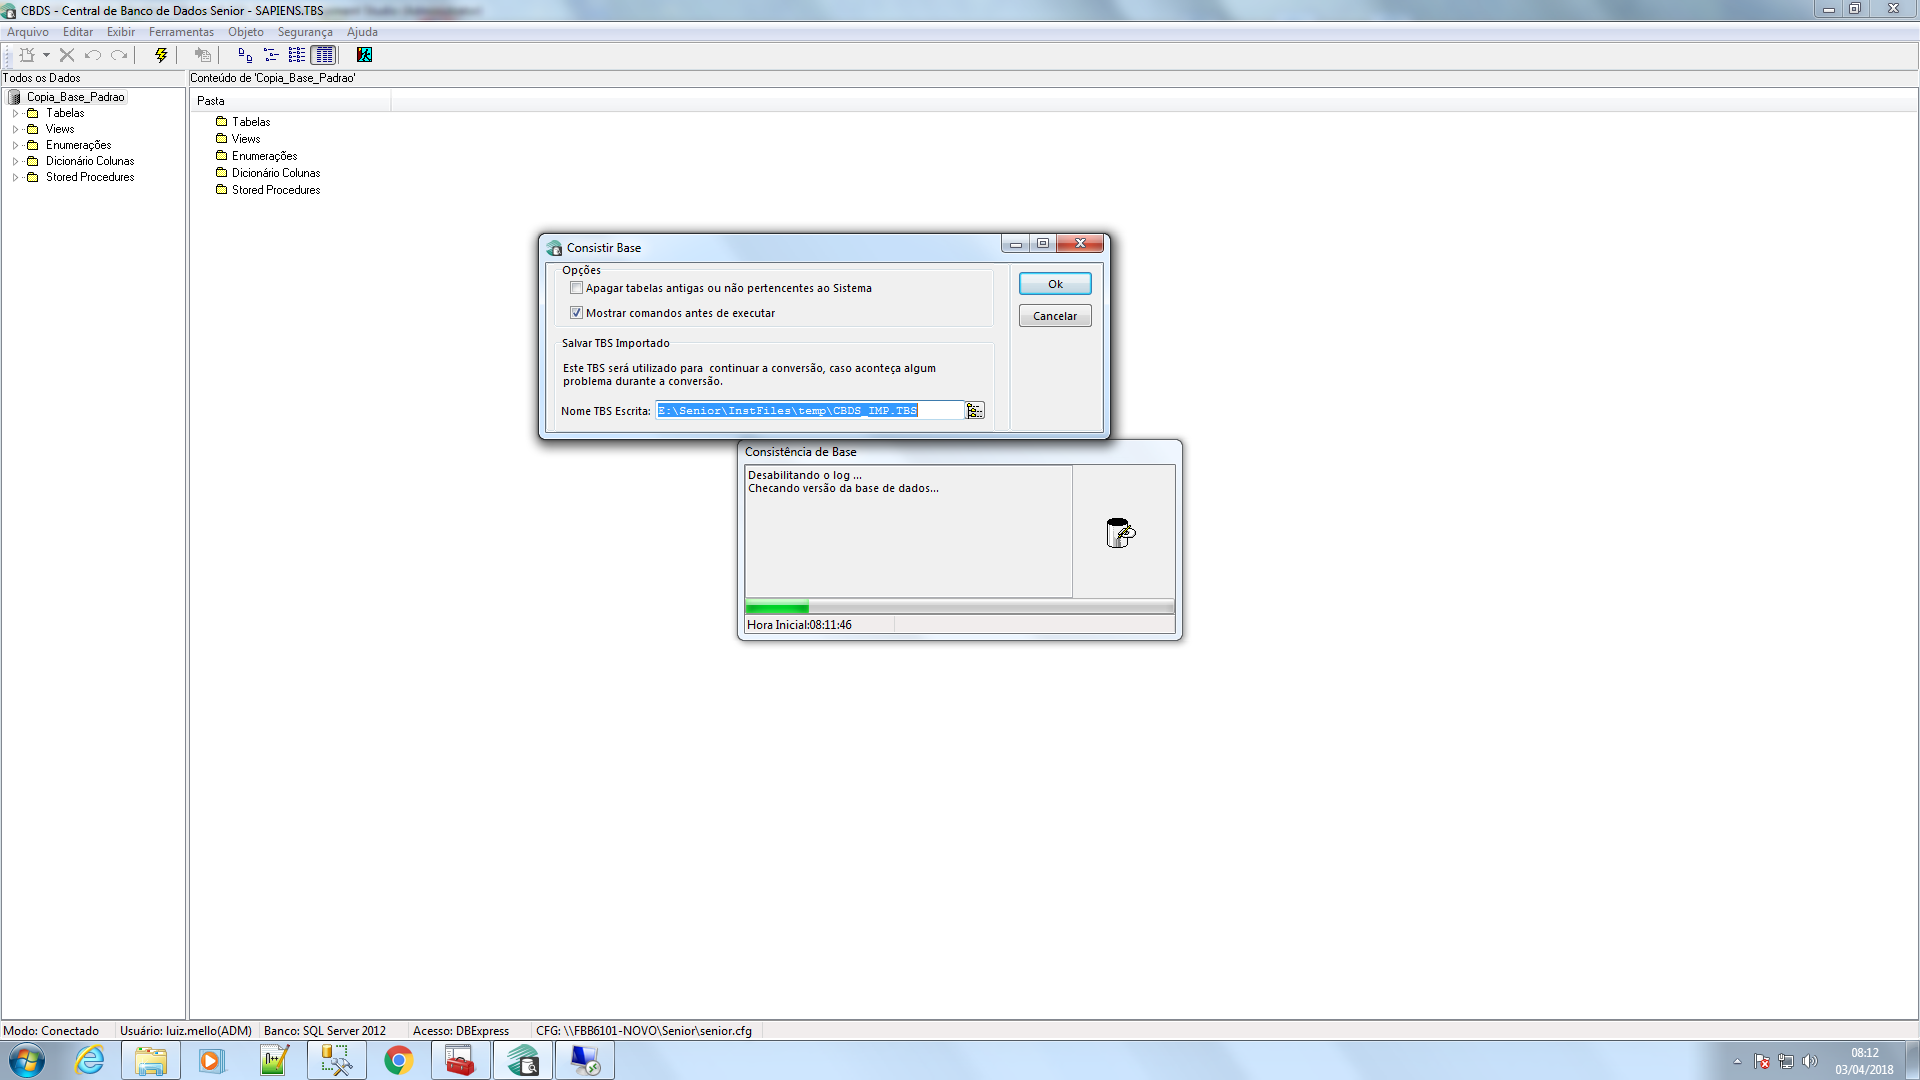 CBDS - Central de Banco de Dados Senior - SAPIENS.TBS
Arquivo Editar Exibir Ferramentas Objeto Segurança Ajuda
Todos os Dados
Conteúdo de 'Copia_Base_Padrao'
Copia_Base_Padrao
Tabelas
Views
Enumerações
Dicionário Colunas
Stored Procedures
Pasta
Tabelas
Views
Enumerações
Dicionário Colunas
Stored Procedures
Consistir Base
Opções
Apagar tabelas antigas ou não pertencentes ao Sistema
Mostrar comandos antes de executar
Ok
Cancelar
Salvar TBS Importado
Este TBS será utilizado para continuar a conversão, caso aconteça algum
problema durante a conversão.
Nome TBS Escrita: E:\Senior\InstFiles\temp\CBDS_IMP.TBS
Consistência de Base
Desabilitando o log ...
Checando versão da base de dados...
Hora Inicial:08:11:46
Modo: Conectado Usuário: luiz.mello(ADM) Banco: SQL Server 2012 Acesso: DBExpress CFG: \\FBB6101-NOVO\Senior\senior.cfg
08:12
03/04/2018